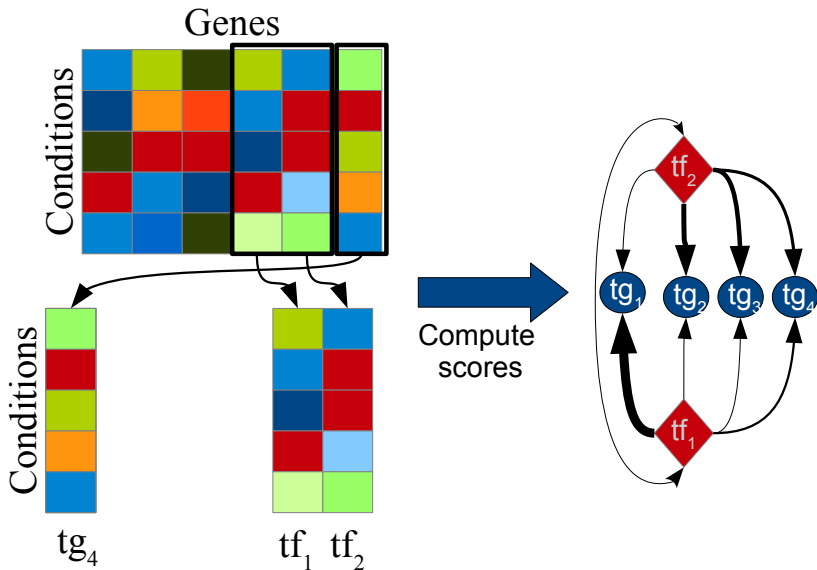 Genes
Conditions
Conditions
tg₄
tf₁ tf₂
Compute
scores
tf₂
tg₁ tg₂ tg₃ tg₄
tf₁